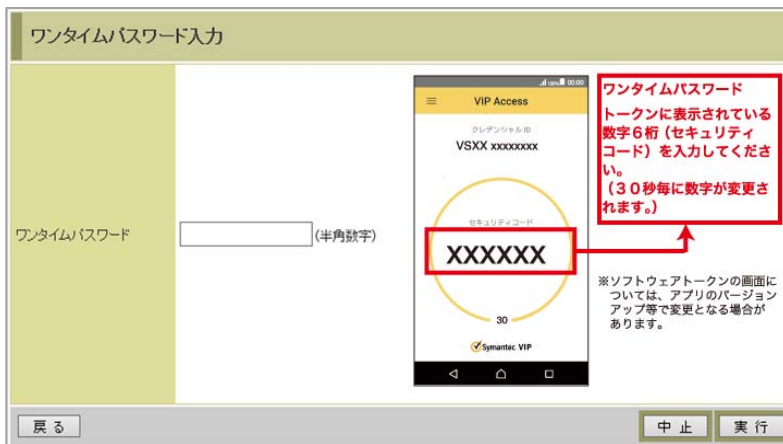 ワンタイムパスワード入力
ワンタイムパスワード
(半角数字)
100% 00:00
VIP Access
クレデンシャル ID
VSXX xxxxxxxx
セキュリティコード
XXXXXX
30
Symantec VIP
ワンタイムパスワード
トークンに表示されている
数字6桁（セキュリティ
コード）を入力してくださ
い。
（30秒毎に数字が変更さ
れます。）
※ソフトウェアトークンの画面に
ついては、アプリのバージョン
アップ等で変更となる場合が
あります。
戻 る
中 止
実 行